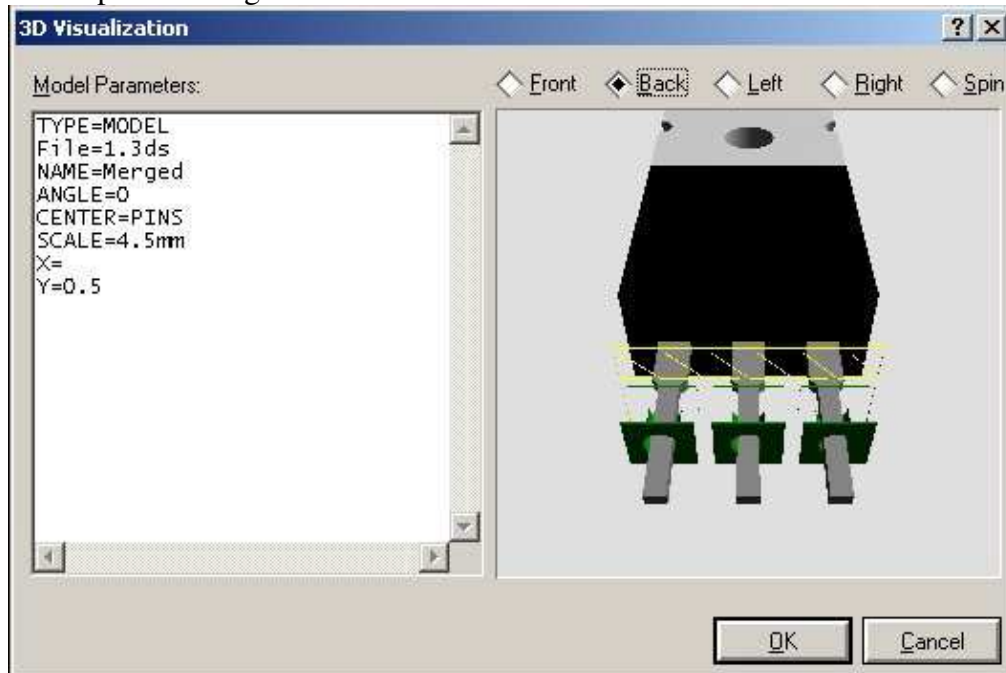 3D Visualization
Model Parameters:
Front Back Left Right Spin
TYPE=MODEL
File=1.3ds
NAME=Merged
ANGLE=0
CENTER=PINS
SCALE=4.5mm
X=
Y=0.5
OK Cancel